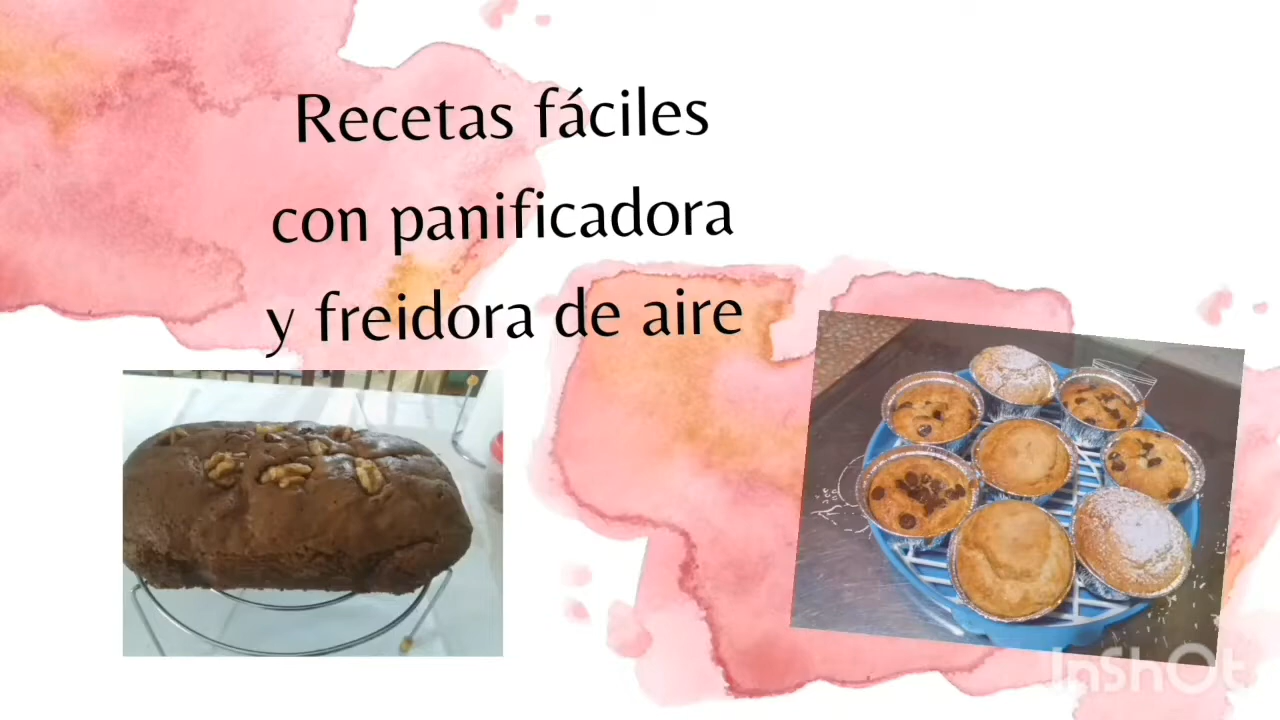 Recetas fáciles
con panificadora
y freidora de aire
InShOt